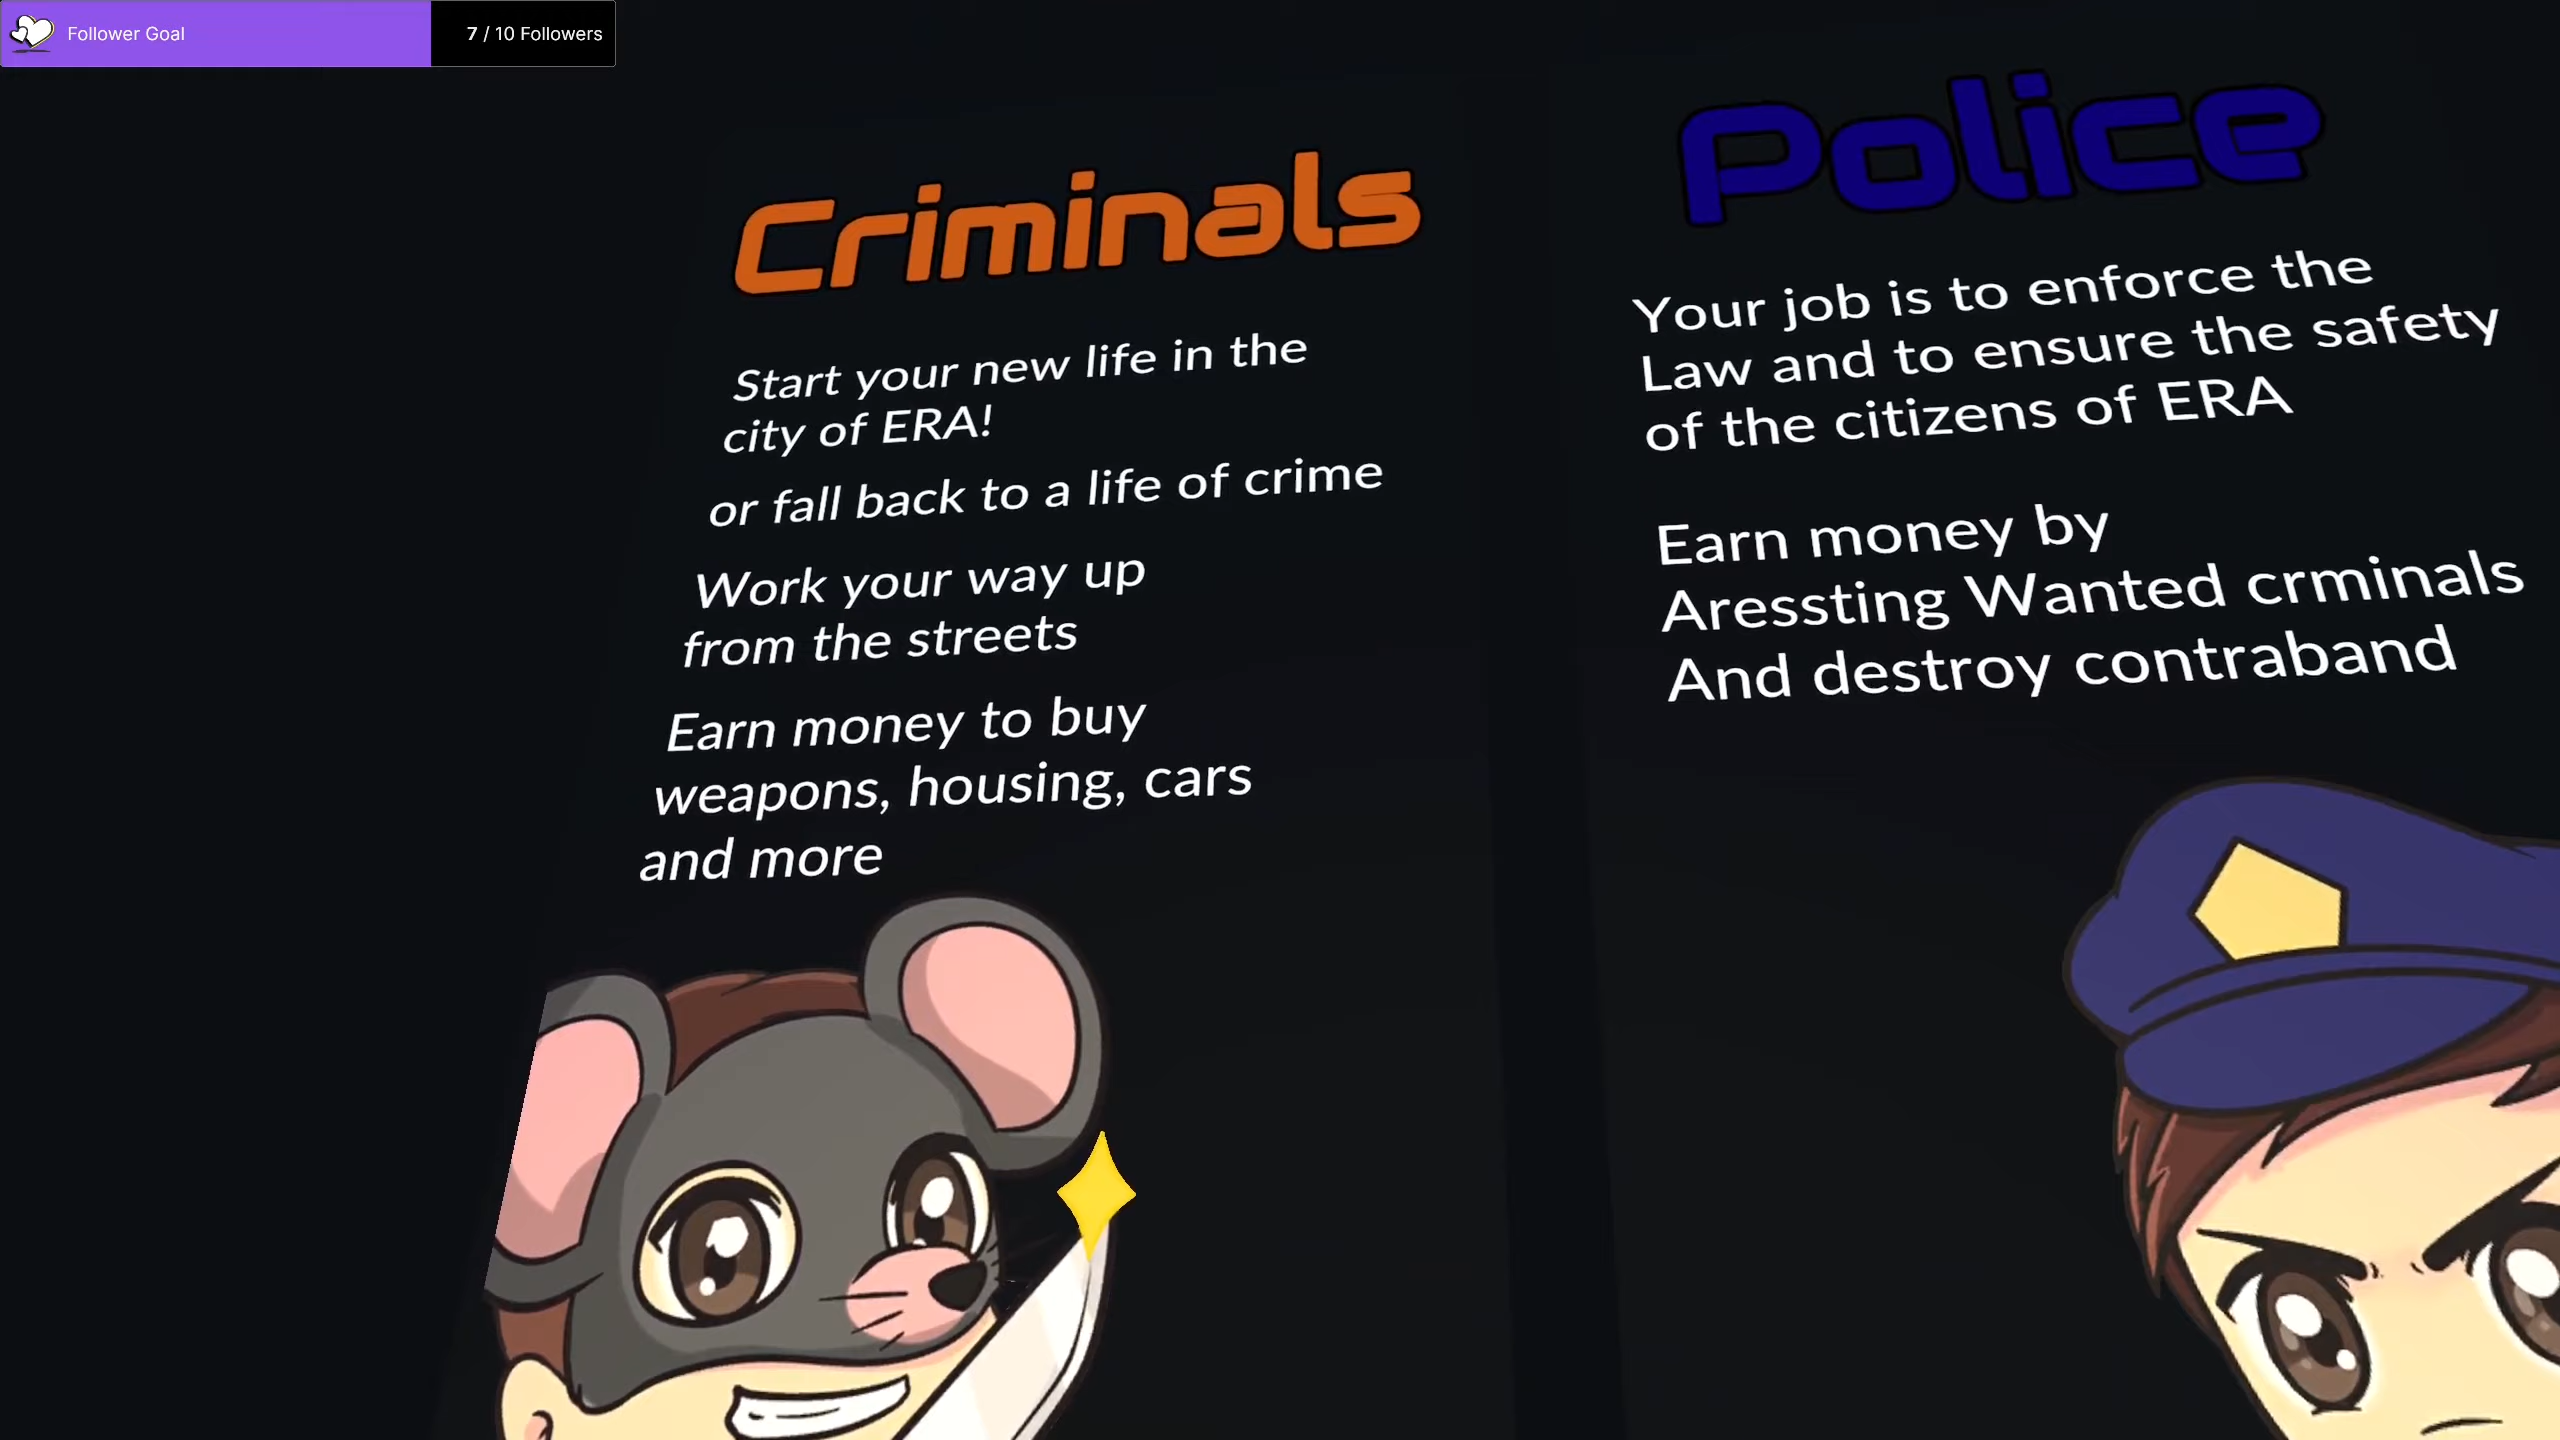 Follower Goal
7 / 10 Followers
Criminals
Start your new life in the
city of ERA!
or fall back to a life of crime
Work your way up
from the streets
Earn money to buy
weapons, housing, cars
and more
Police
Your job is to enforce the
Law and to ensure the safety
of the citizens of ERA
Earn money by
Aressting Wanted crminals
And destroy contraband